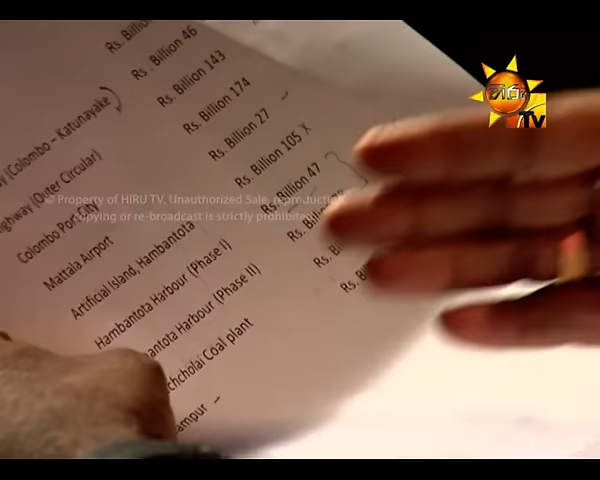 Rs. Billio
Rs. Billion 46
y (Colombo – Katunayake Rs. Billion 143
ighway (Outer Circular) Rs. Billion 174
Colombo Port City Rs. Billion 27
Mattala Airport Rs. Billion 105 X
Artificial Island, Hambantota Rs. Billion 47
Hambantota Harbour (Phase I)
antota Harbour (Phase II)
chcholai Coal plant
ampur –
© Property of HIRU TV. Unauthorized Sale, reproduction
copying or re-broadcast is strictly prohibited
හිරු
TV